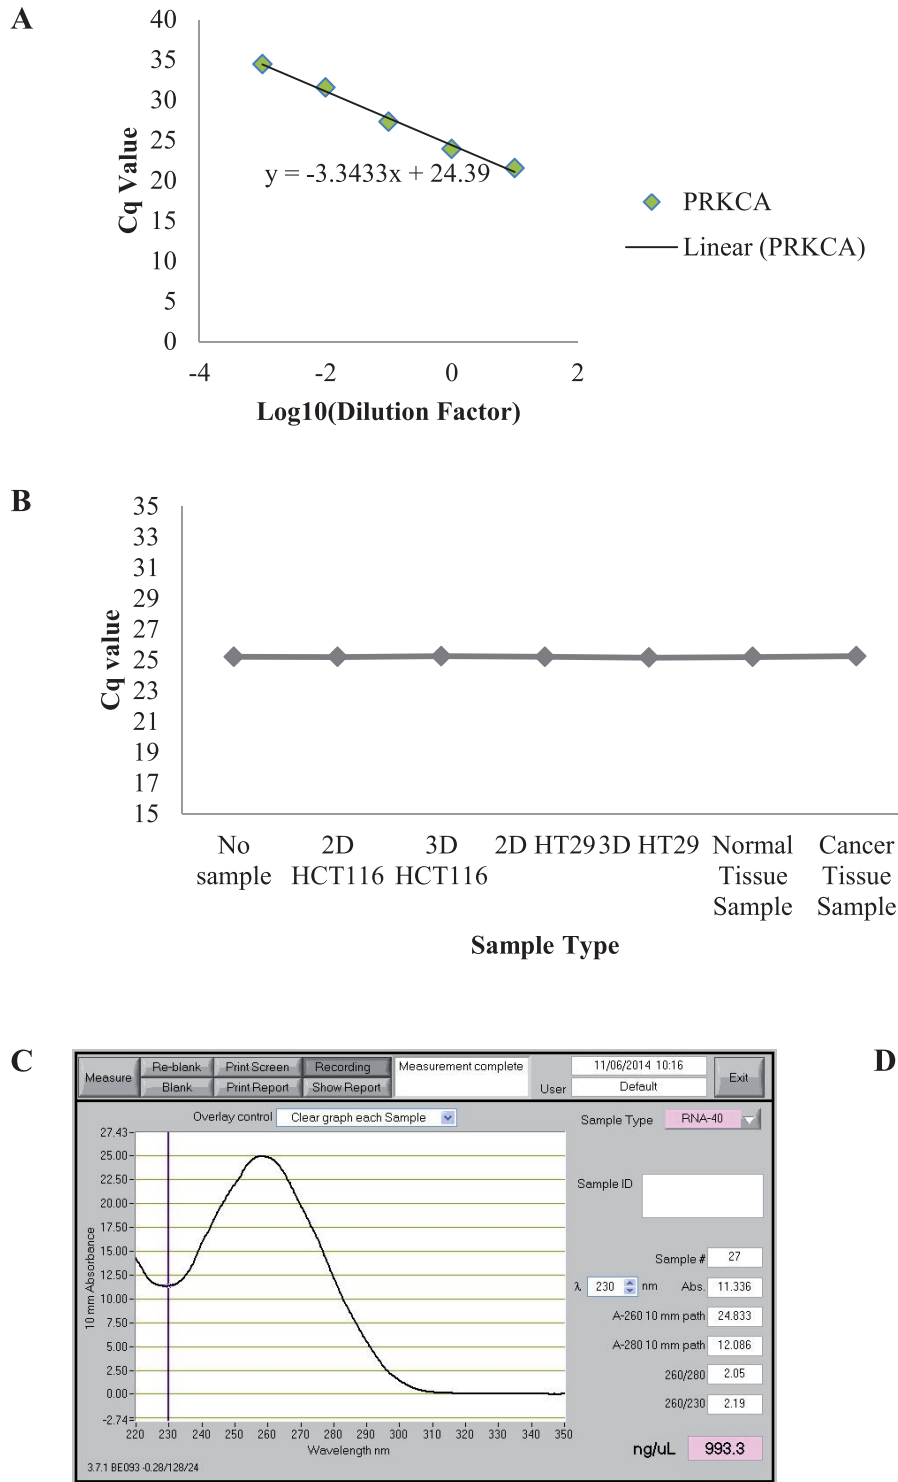 A
40
35
30
25
20
15
10
5
0
Cq Value
y = -3.3433x + 24.39
-4 -2 0 2
Log10(Dilution Factor)
PRKCA
Linear (PRKCA)
B
35
33
31
29
27
25
23
21
19
17
15
Cq value
No sample
2D HCT116
3D HCT116
2D HT29
3D HT29
Normal Tissue Sample
Cancer Tissue Sample
Sample Type
C
D
Measure
Re-blank Print Screen Recording
Blank Print Report Show Report
Measurement complete
11/06/2014 10:16
User Default
Exit
Overlay control Clear graph each Sample
Sample Type RNA-40
27.43
25.00
22.50
20.00
17.50
15.00
12.50
10.00
7.50
5.00
2.50
0.00
-2.74
10 mm Absorbance
220 230 240 250 260 270 280 290 300 310 320 330 340 350
Wavelength nm
3.7.1 BE093 -0.28/128/24
Sample ID
Sample # 27
λ 230 nm Abs. 11.336
A-260 10 mm path 24.833
A-280 10 mm path 12.086
260/280 2.05
260/230 2.19
ng/uL 993.3